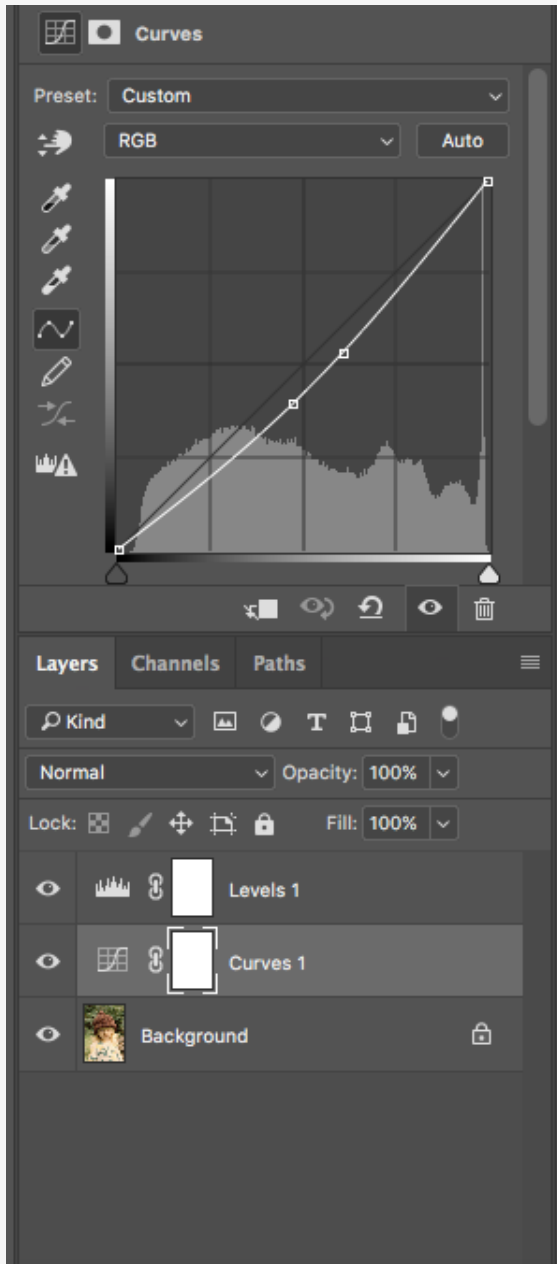 Curves
Preset: Custom
RGB Auto
Layers Channels Paths
Kind
Normal Opacity: 100%
Lock: Fill: 100%
Levels 1
Curves 1
Background